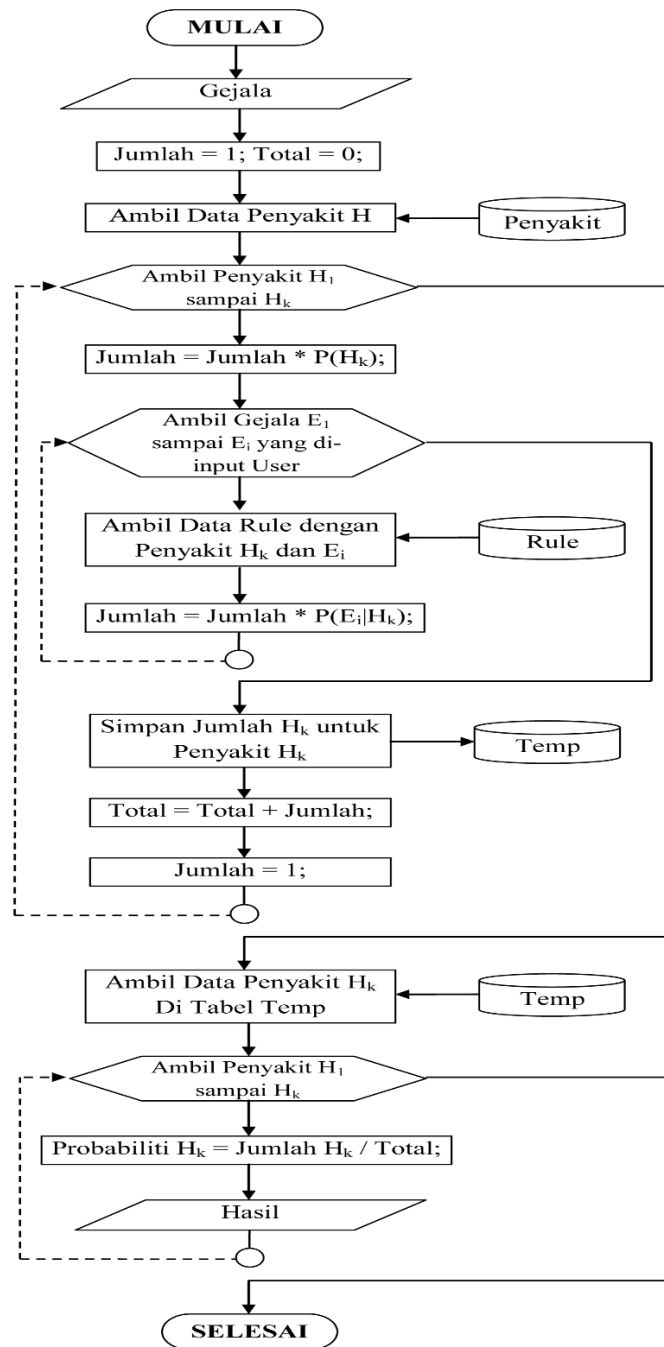 MULAI
Gejala
Jumlah = 1; Total = 0;
Ambil Data Penyakit H
Penyakit
Ambil Penyakit H₁
sampai Hₖ
Jumlah = Jumlah * P(Hₖ);
Ambil Gejala E₁
sampai Eᵢ yang di-
input User
Ambil Data Rule dengan
Penyakit Hₖ dan Eᵢ
Rule
Jumlah = Jumlah * P(Eᵢ|Hₖ);
Simpan Jumlah Hₖ untuk
Penyakit Hₖ
Temp
Total = Total + Jumlah;
Jumlah = 1;
Ambil Data Penyakit Hₖ
Di Tabel Temp
Temp
Ambil Penyakit H₁
sampai Hₖ
Probabiliti Hₖ = Jumlah Hₖ / Total;
Hasil
SELESAI